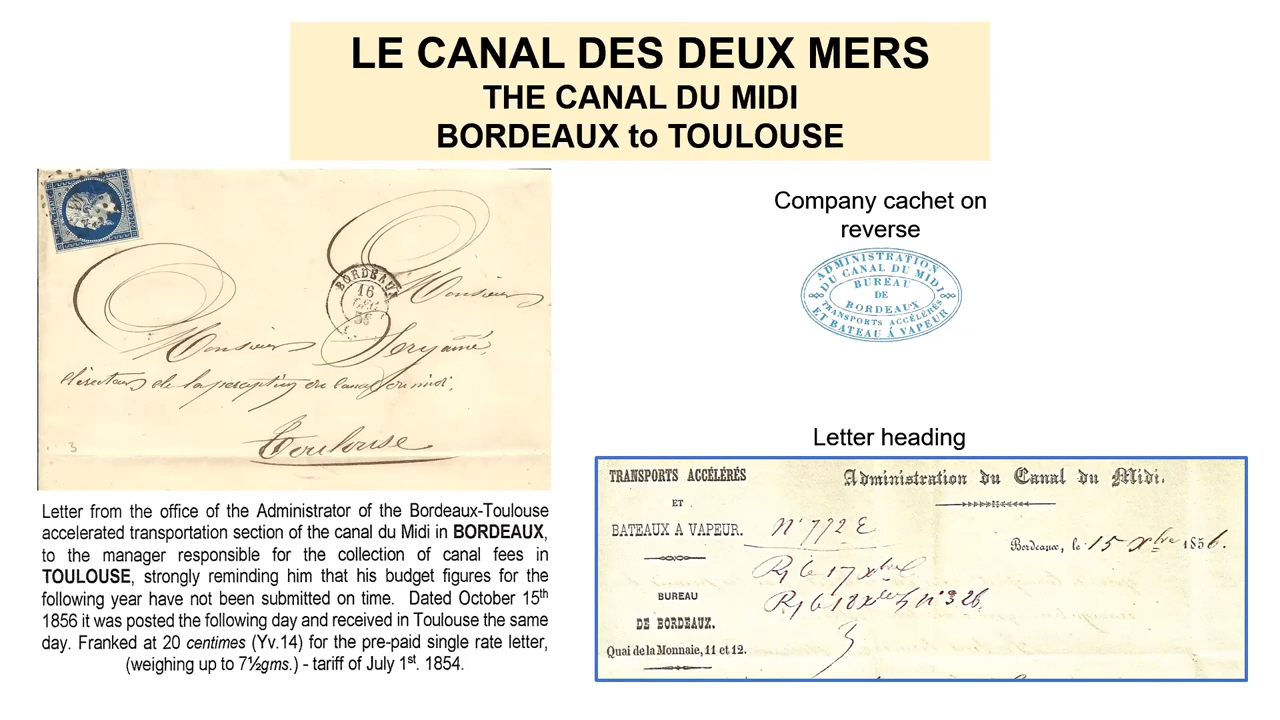 LE CANAL DES DEUX MERS
THE CANAL DU MIDI
BORDEAUX to TOULOUSE
BORDEAUX
16
DEC
56
Monsieur
Monsieur
directeur de la perception du canal du midi,
Toulouse
3
Letter from the office of the Administrator of the Bordeaux-Toulouse
accelerated transportation section of the canal du Midi in BORDEAUX,
to the manager responsible for the collection of canal fees in
TOULOUSE, strongly reminding him that his budget figures for the
following year have not been submitted on time. Dated October 15th
1856 it was posted the following day and received in Toulouse the same
day. Franked at 20 centimes (Yv.14) for the pre-paid single rate letter,
(weighing up to 7½gms.) - tariff of July 1st. 1854.
Company cachet on
reverse
ADMINISTRATION
DU CANAL DU MIDI
BUREAU
DE
BORDEAUX
TRANSPORTS ACCÉLÉRÉS
ET BATEAU À VAPEUR
Letter heading
TRANSPORTS ACCÉLÉRÉS
ET
BATEAUX A VAPEUR.
BUREAU
DE BORDEAUX.
Quai de la Monnaie, 11 et 12.
Administration du Canal du Midi.
Bordeaux, le 15 Xbre 1856.
N° 772 E
3